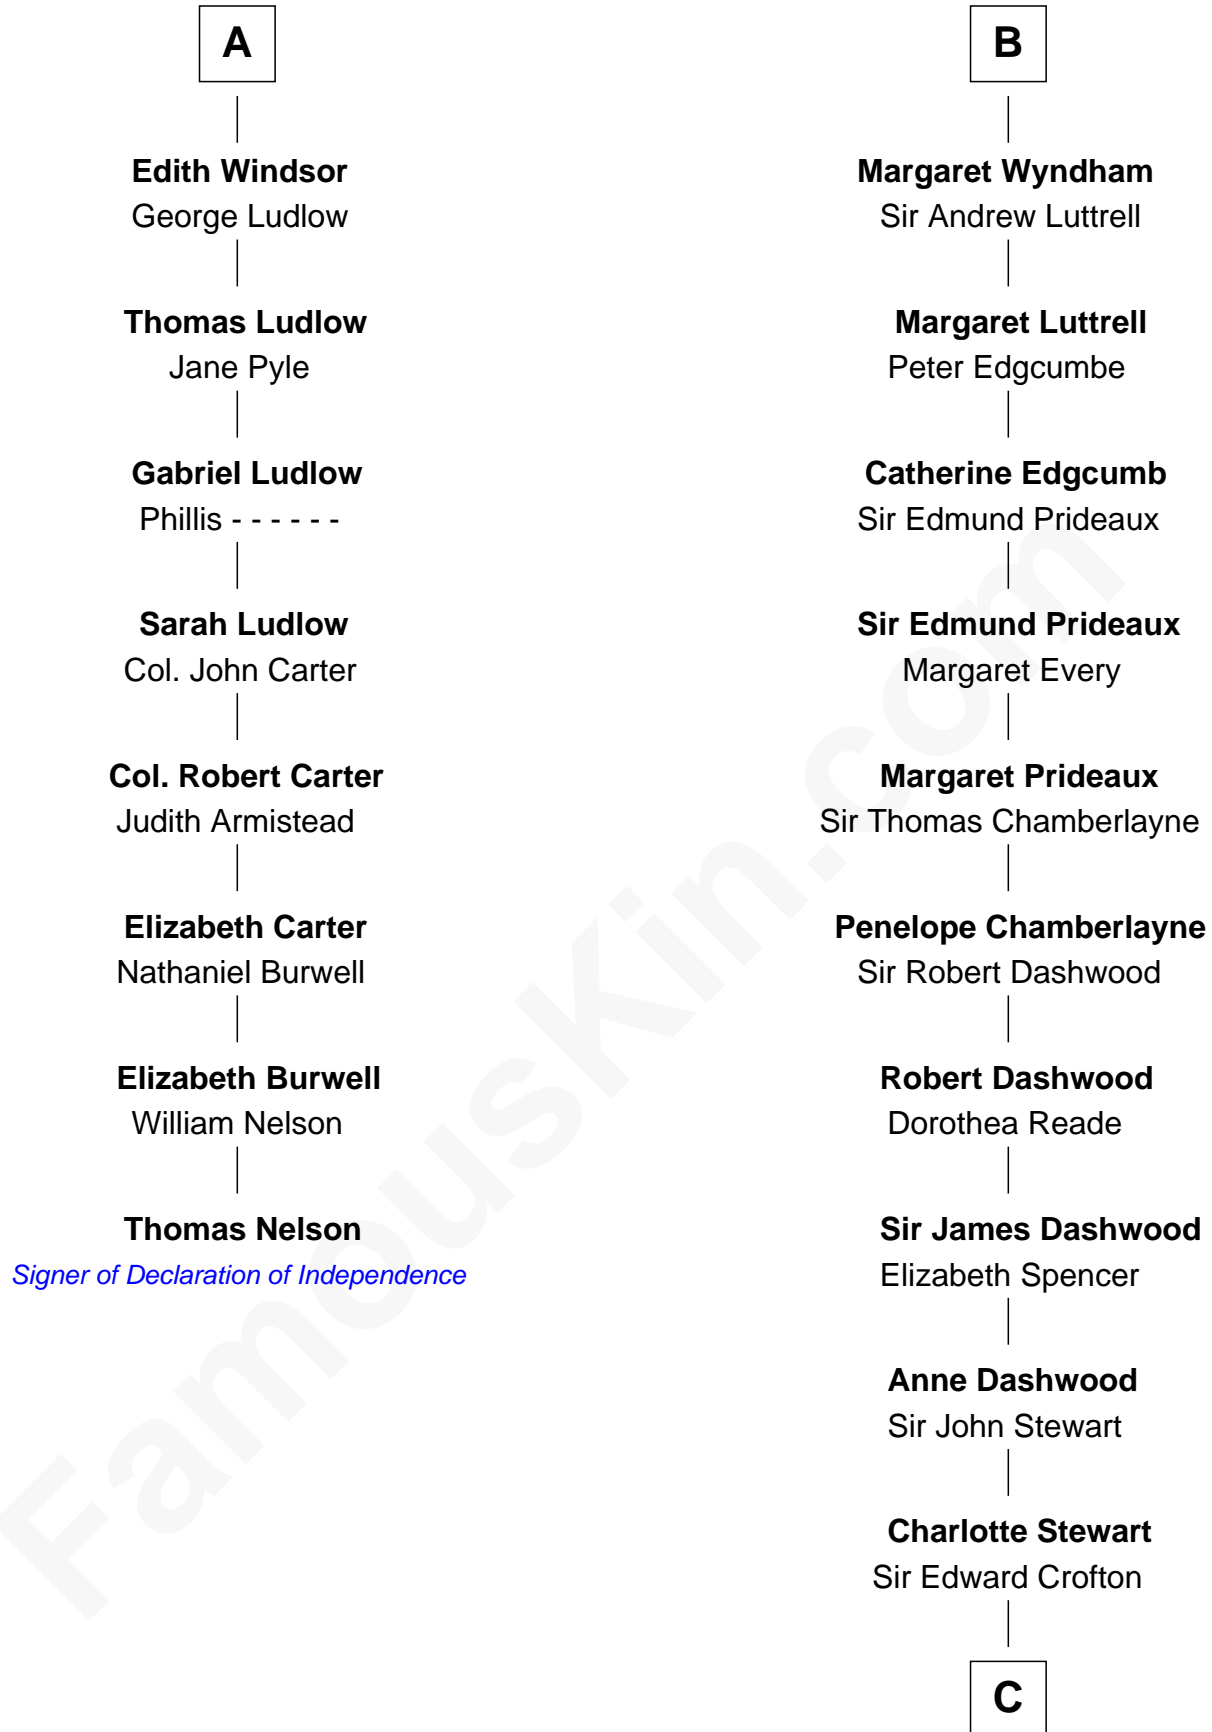 A
Edith Windsor
George Ludlow
Thomas Ludlow
Jane Pyle
Gabriel Ludlow
Phillis - - - - - -
Sarah Ludlow
Col. John Carter
Col. Robert Carter
Judith Armistead
Elizabeth Carter
Nathaniel Burwell
Elizabeth Burwell
William Nelson
Thomas Nelson
Signer of Declaration of Independence
B
Margaret Wyndham
Sir Andrew Luttrell
Margaret Luttrell
Peter Edgcumbe
Catherine Edgcumb
Sir Edmund Prideaux
Sir Edmund Prideaux
Margaret Every
Margaret Prideaux
Sir Thomas Chamberlayne
Penelope Chamberlayne
Sir Robert Dashwood
Robert Dashwood
Dorothea Reade
Sir James Dashwood
Elizabeth Spencer
Anne Dashwood
Sir John Stewart
Charlotte Stewart
Sir Edward Crofton
C
FamousKin.com